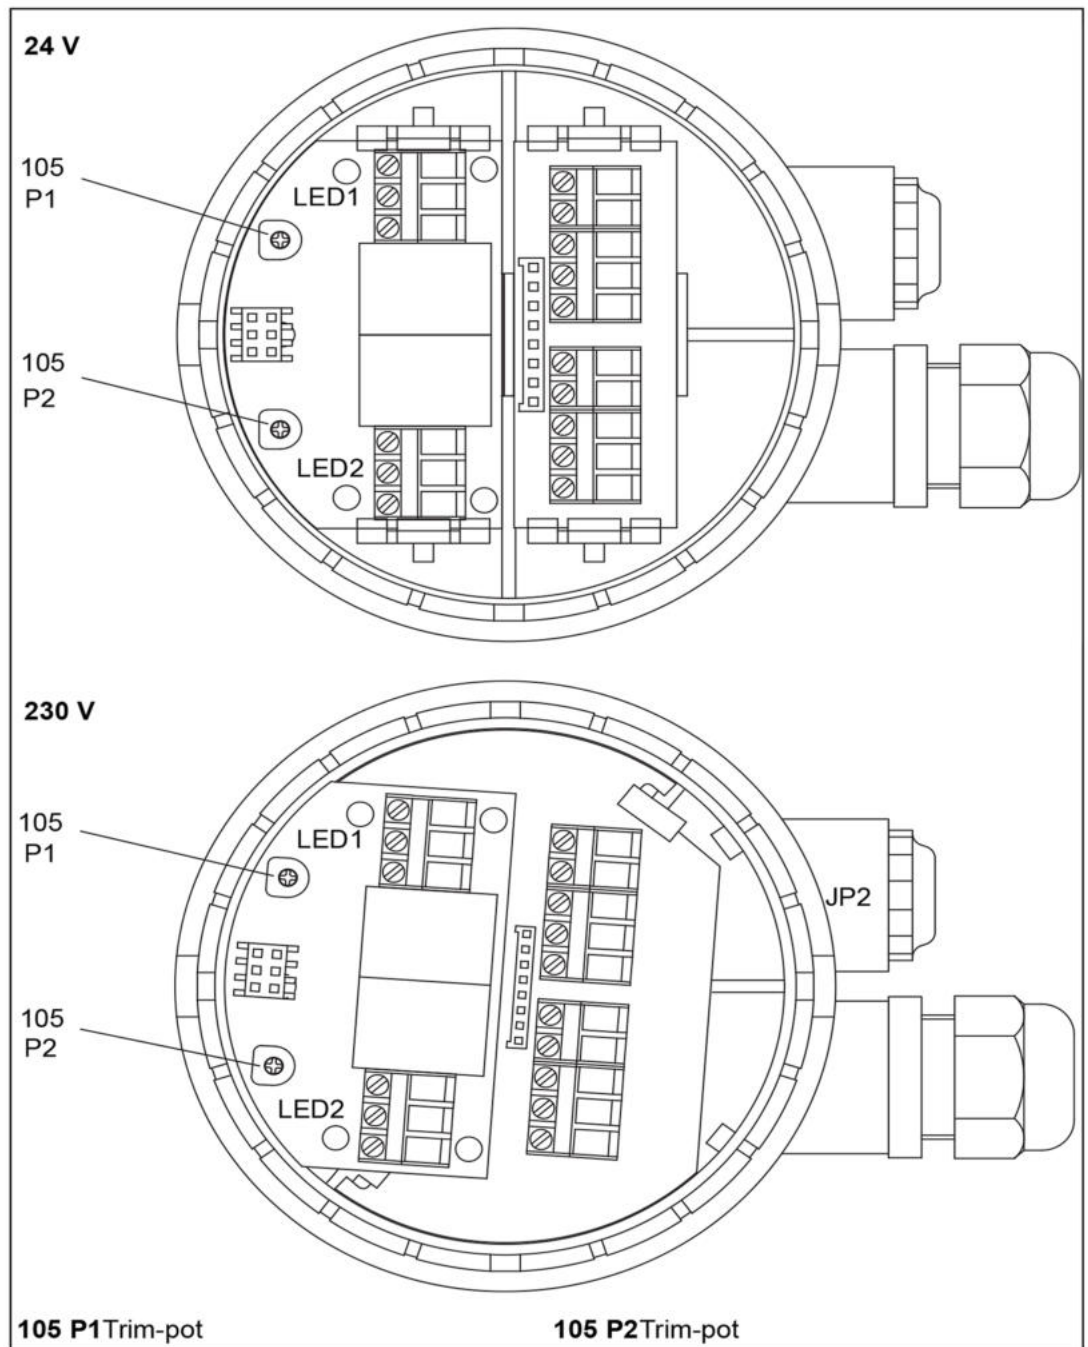 24 V
105
P1
LED1
105
P2
LED2
230 V
105
P1
LED1
JP2
105
P2
LED2
105 P1Trim-pot
105 P2Trim-pot